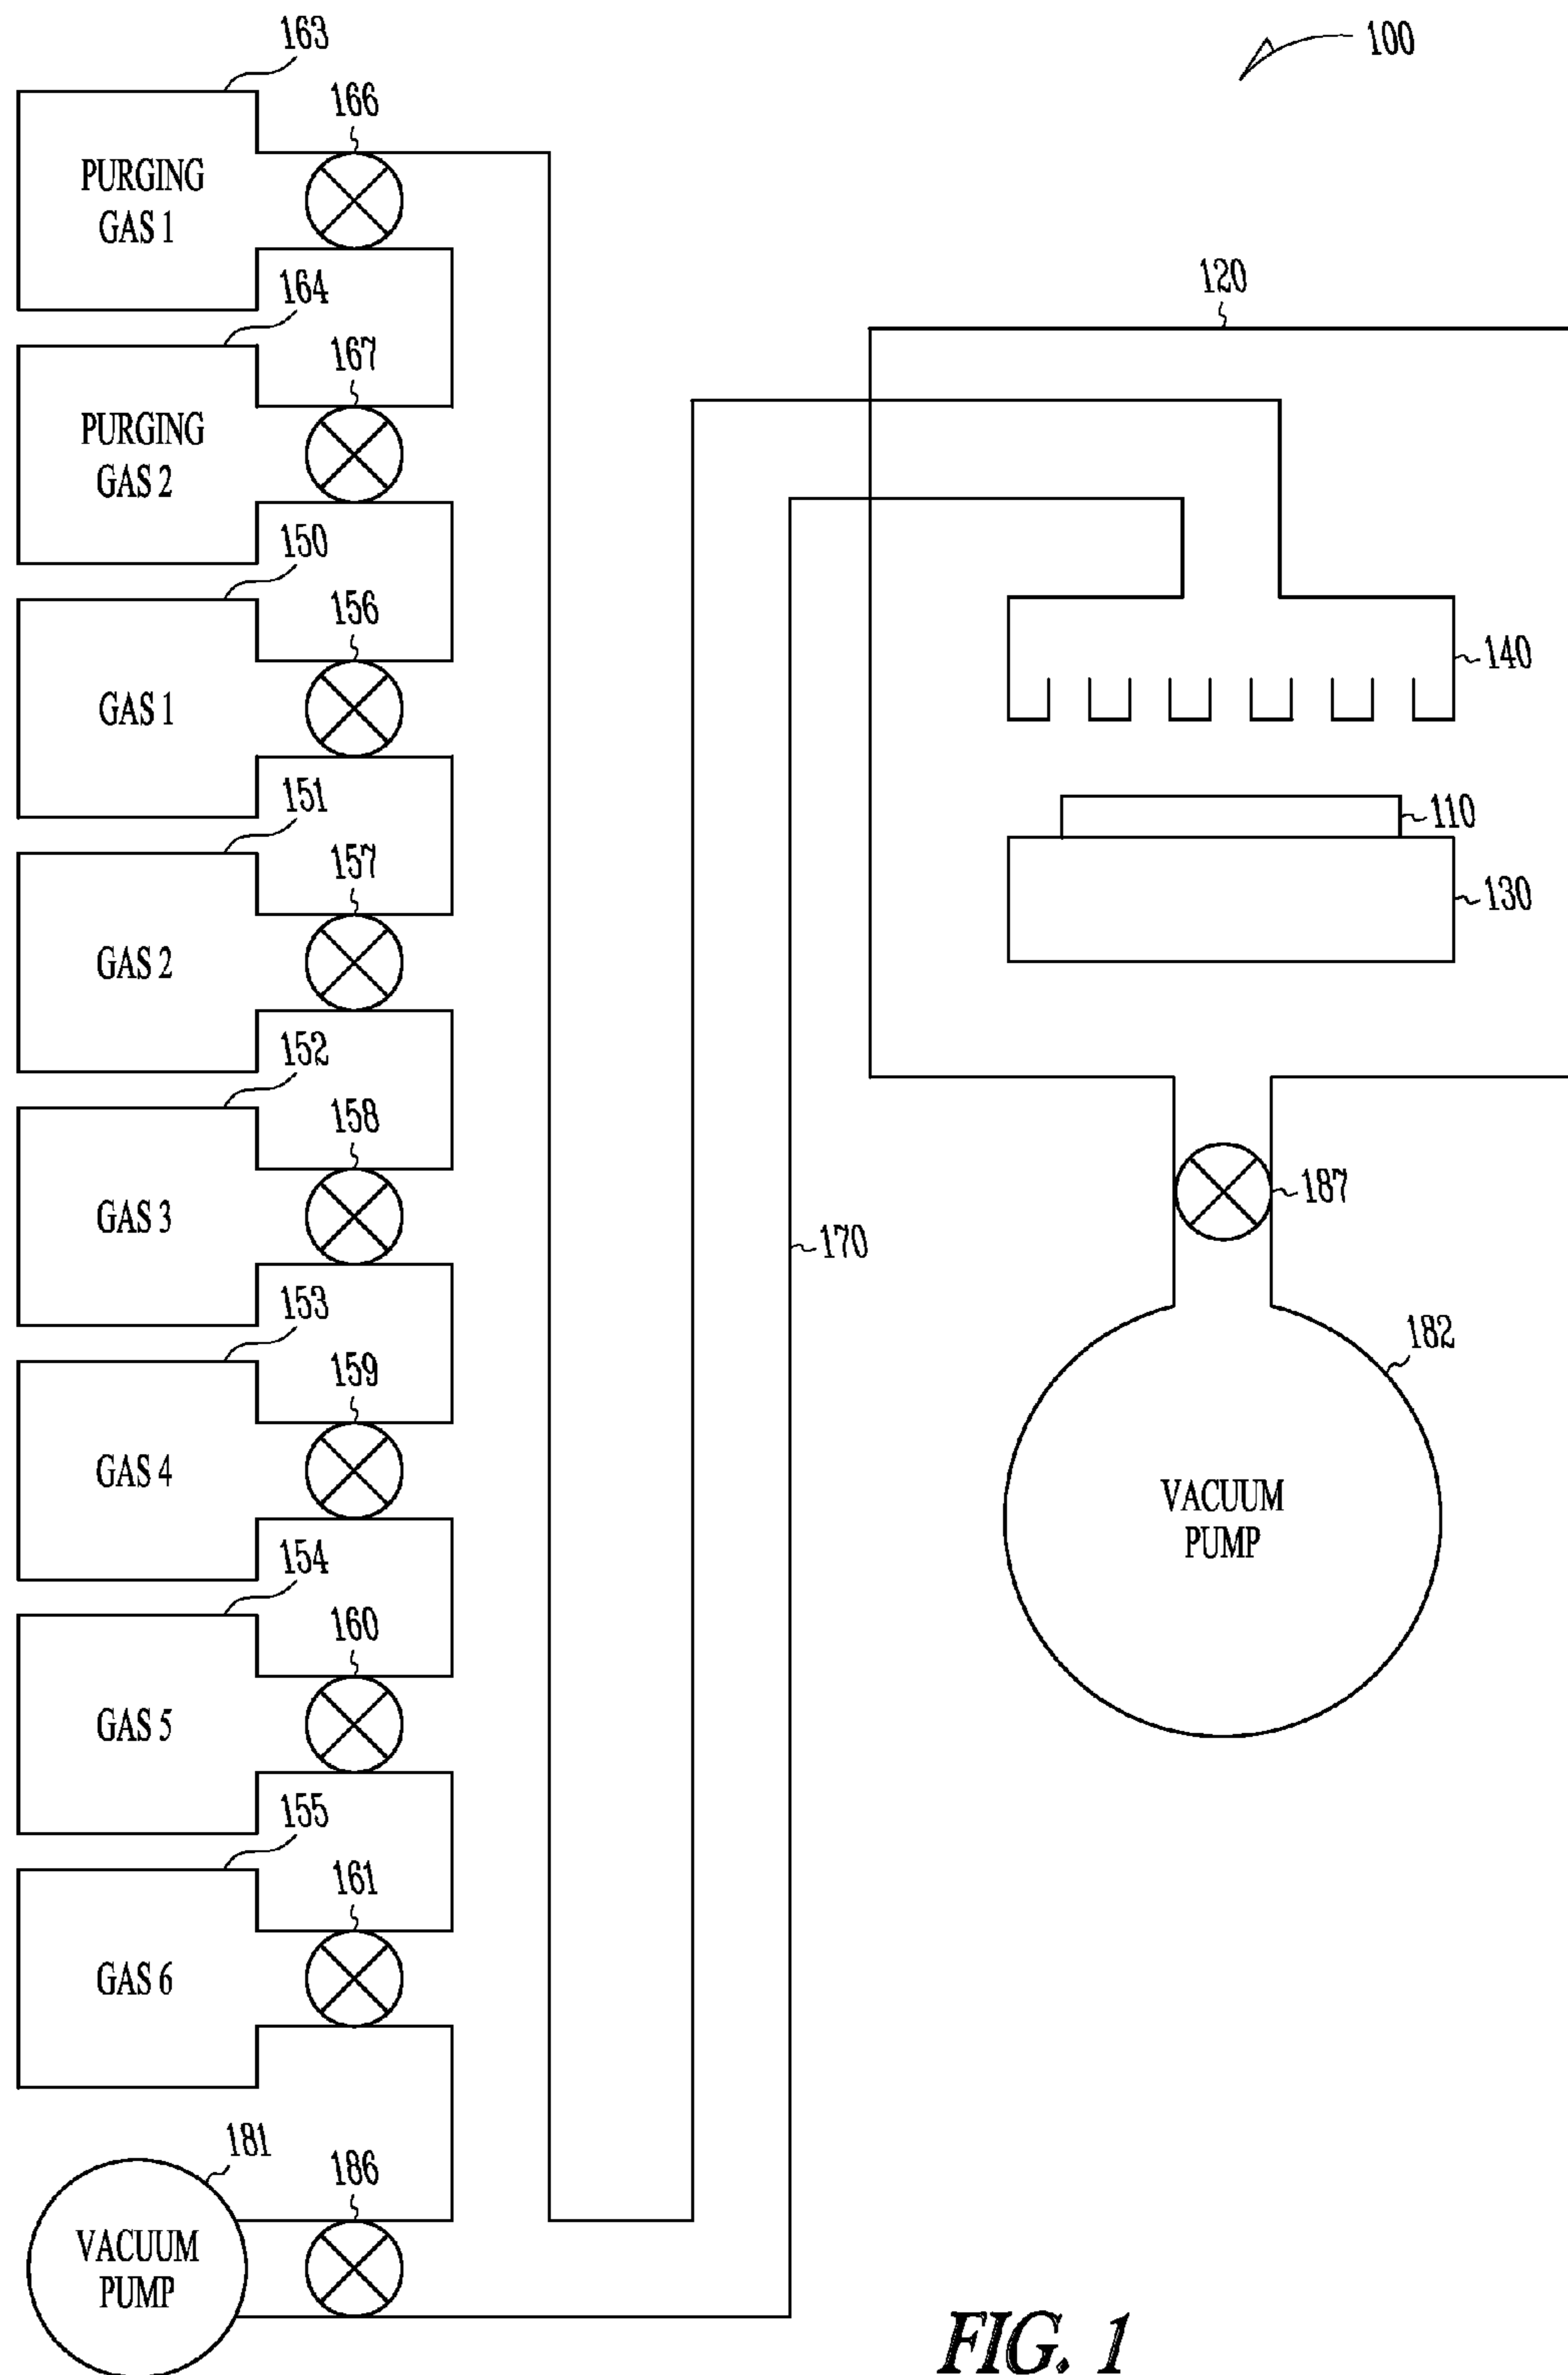 163
100
166
PURGING
GAS 1
120
164
167
PURGING
GAS 2
150
156
140
GAS 1
151
110
157
130
GAS 2
152
158
187
GAS 3
170
153
182
159
GAS 4
VACUUM
PUMP
154
160
GAS 5
155
161
GAS 6
181
186
VACUUM
PUMP
FIG. 1